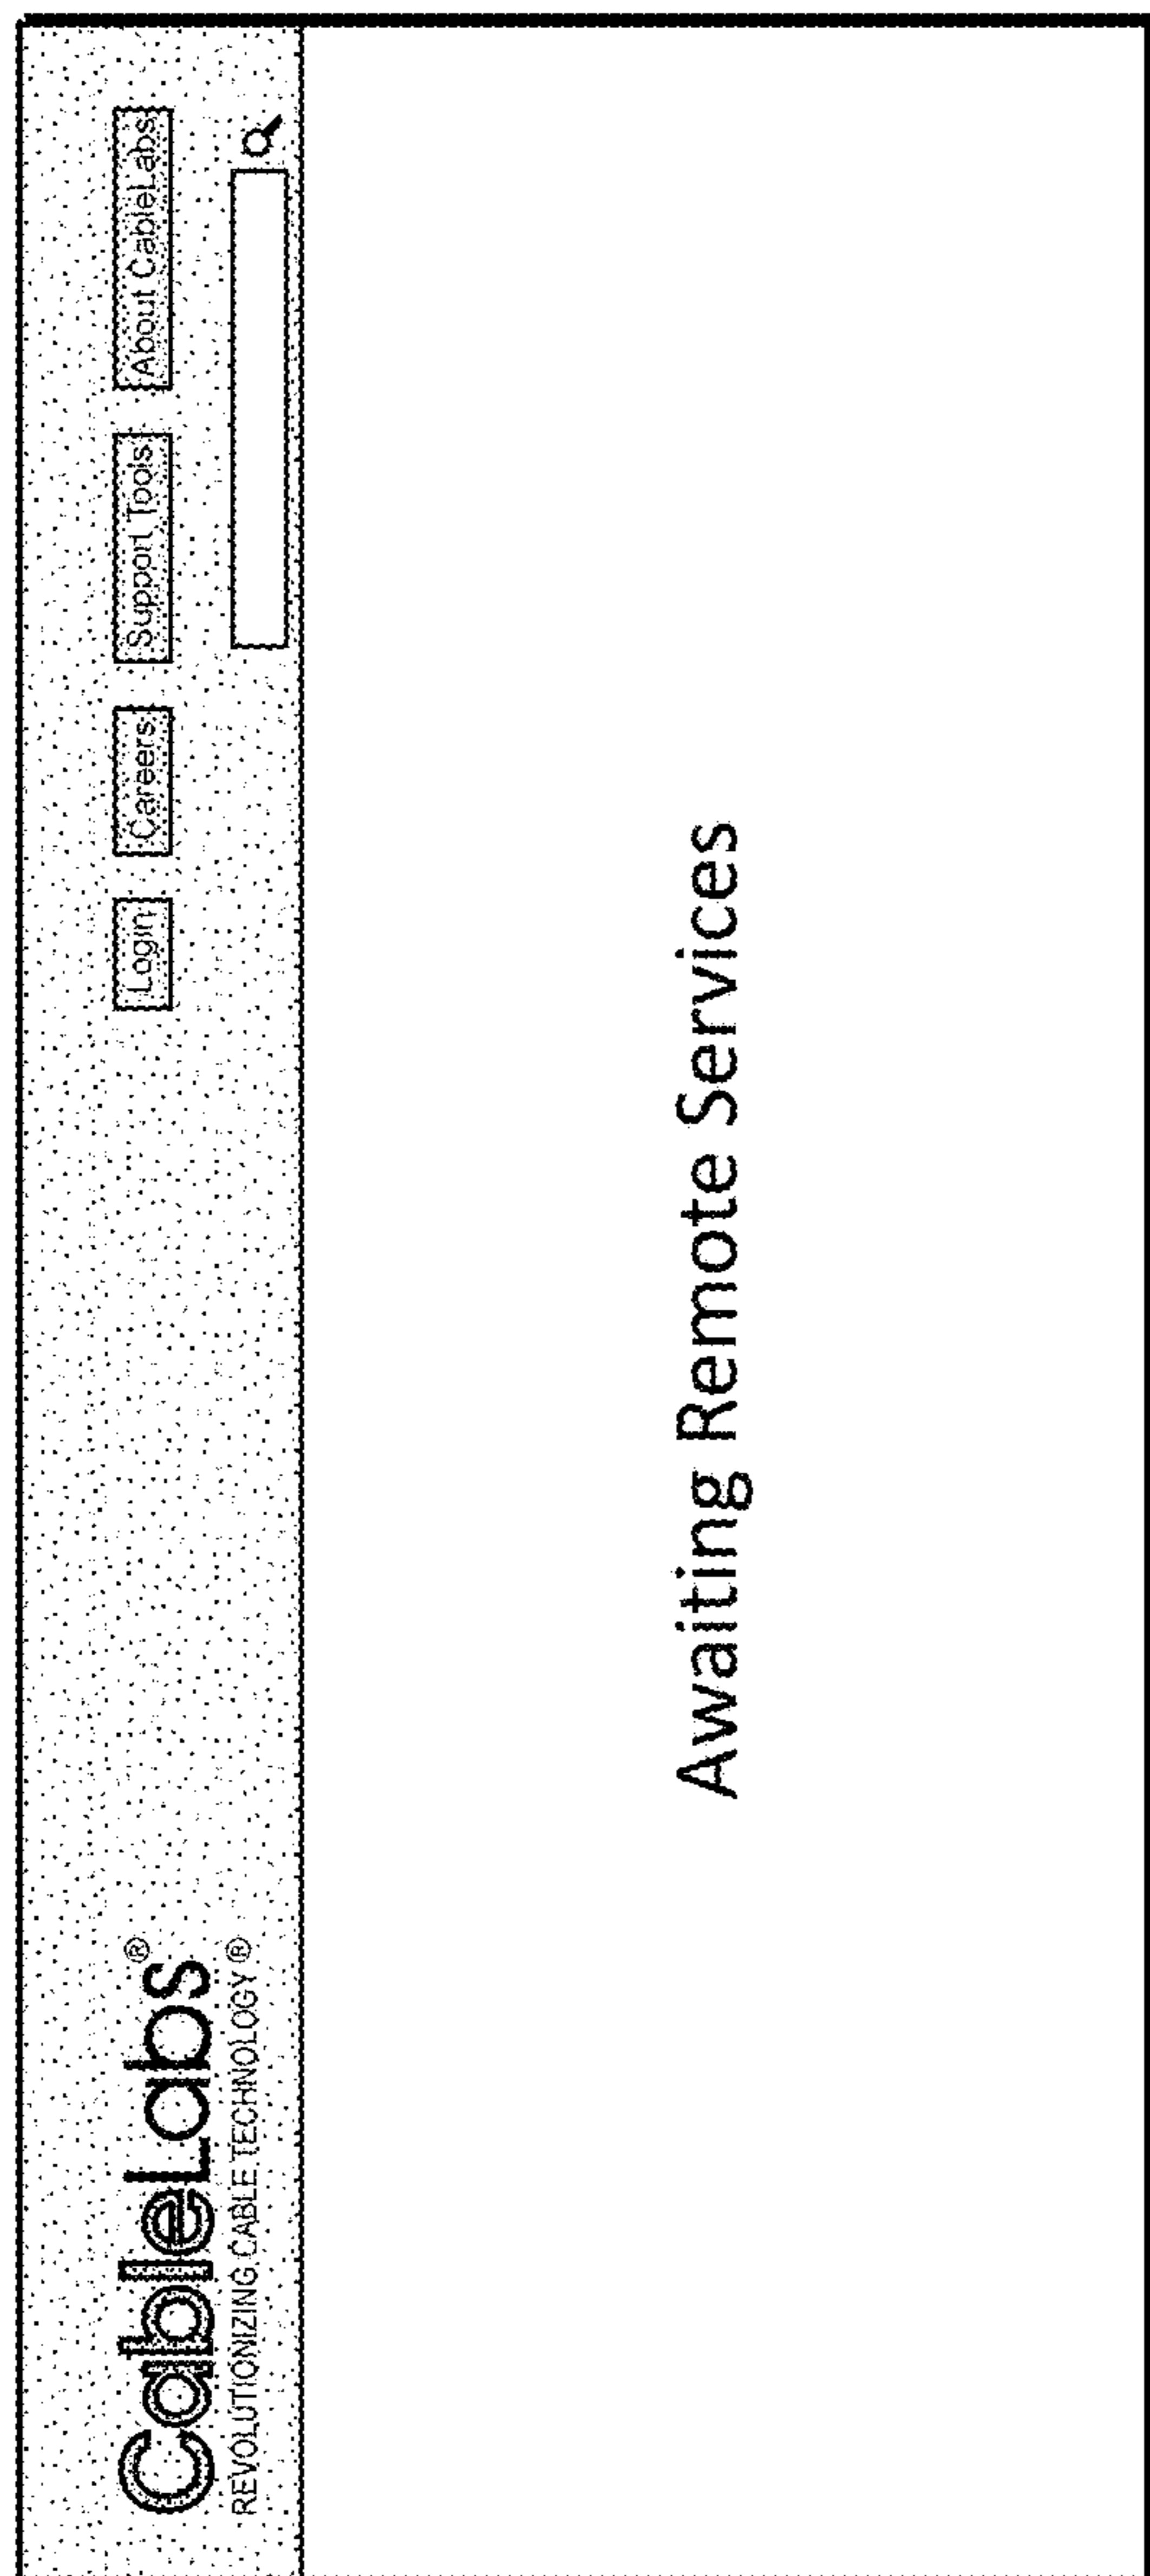 CableLabs®
REVOLUTIONIZING CABLE TECHNOLOGY®
Login Careers Support Tools About CableLabs
Awaiting Remote Services